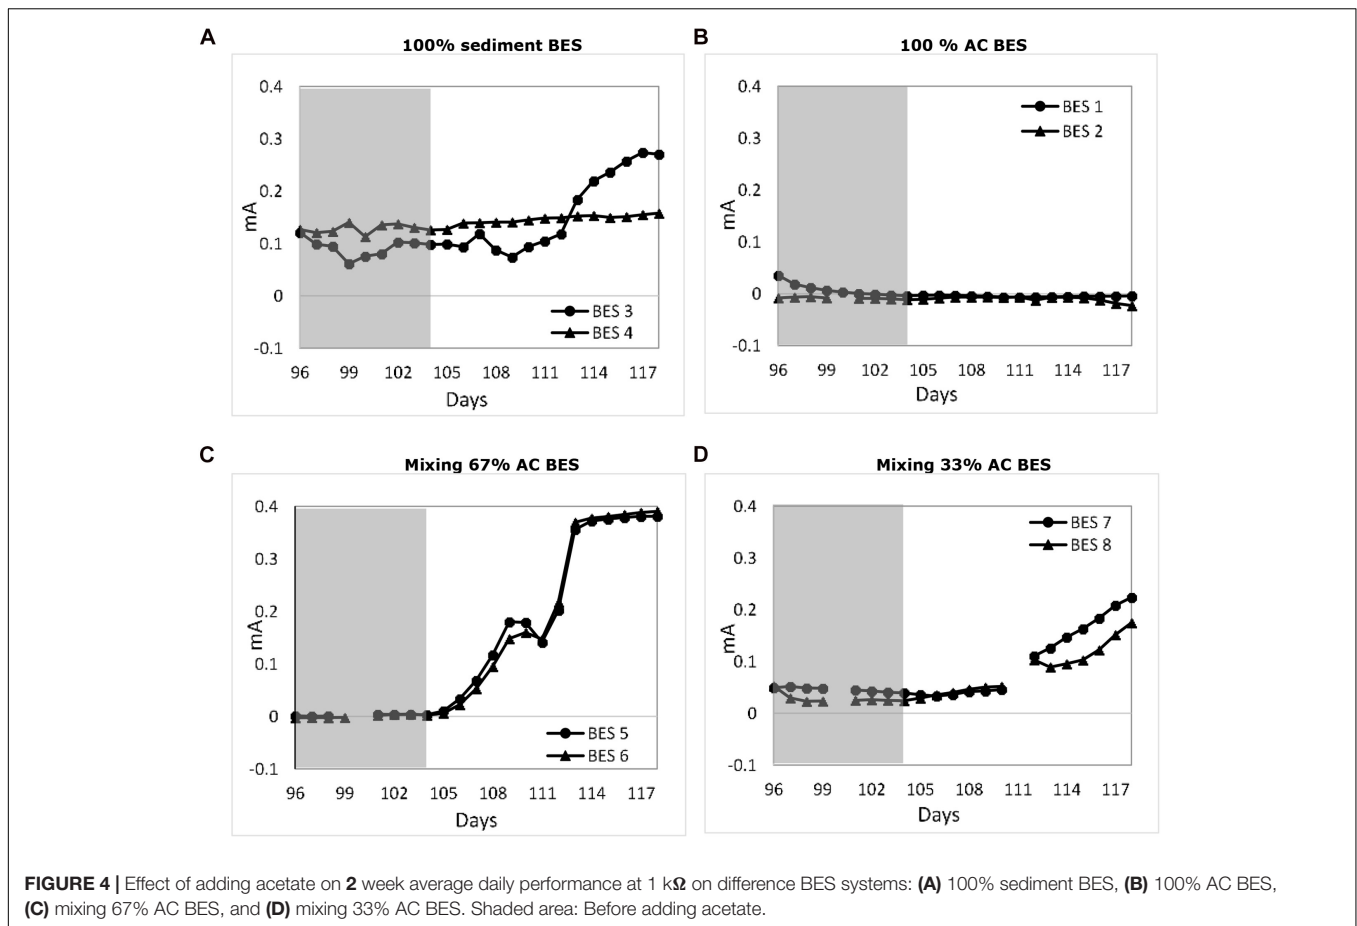 A
100% sediment BES
0.4
0.3
0.2
0.1
0
-0.1
mA
BES 3
BES 4
96 99 102 105 108 111 114 117
Days
B
100 % AC BES
0.4
0.3
0.2
0.1
0
-0.1
mA
BES 1
BES 2
96 99 102 105 108 111 114 117
Days
C
Mixing 67% AC BES
0.4
0.3
0.2
0.1
0
-0.1
mA
BES 5
BES 6
96 99 102 105 108 111 114 117
Days
D
Mixing 33% AC BES
0.4
0.3
0.2
0.1
0
-0.1
mA
BES 7
BES 8
96 99 102 105 108 111 114 117
Days
FIGURE 4 | Effect of adding acetate on 2 week average daily performance at 1 kΩ on difference BES systems: (A) 100% sediment BES, (B) 100% AC BES,
(C) mixing 67% AC BES, and (D) mixing 33% AC BES. Shaded area: Before adding acetate.